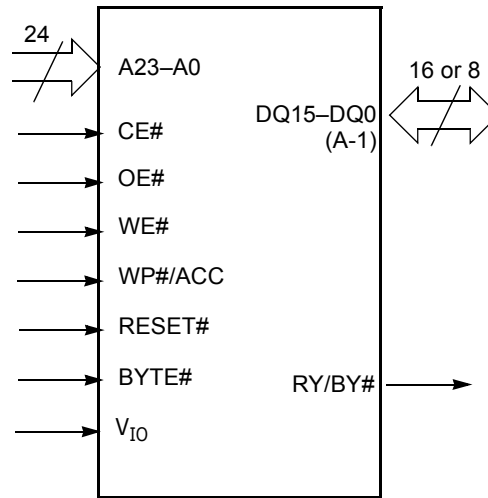 24
A23–A0
16 or 8
DQ15–DQ0
(A-1)
CE#
OE#
WE#
WP#/ACC
RESET#
BYTE#
RY/BY#
VIO